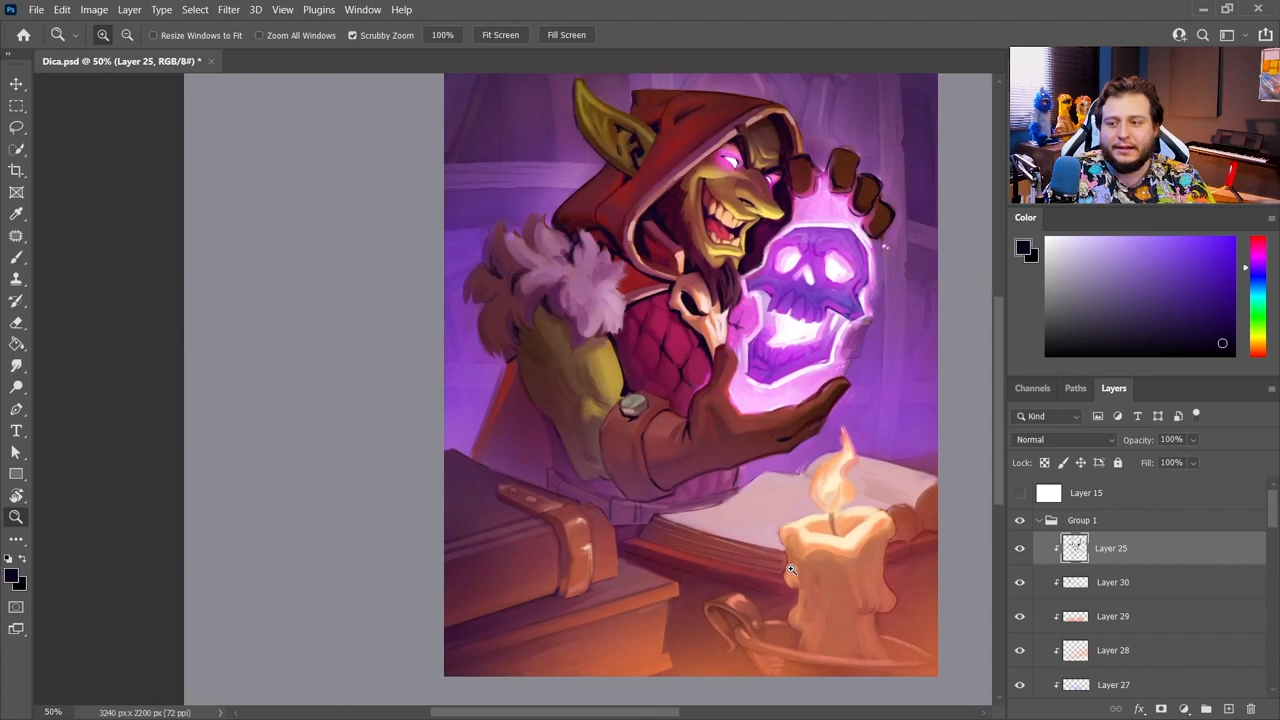 Ps File Edit Image Layer Type Select Filter 3D View Plugins Window Help
Resize Windows to Fit Zoom All Windows Scrubby Zoom 100% Fit Screen Fill Screen
Dica.psd @ 50% (Layer 25, RGB/8#) *
Color
Channels Paths Layers
Kind
Normal Opacity: 100%
Lock: Fill: 100%
Layer 15
Group 1
Layer 25
Layer 30
Layer 29
Layer 28
Layer 27
50% 3240 px x 2200 px (72 ppi)